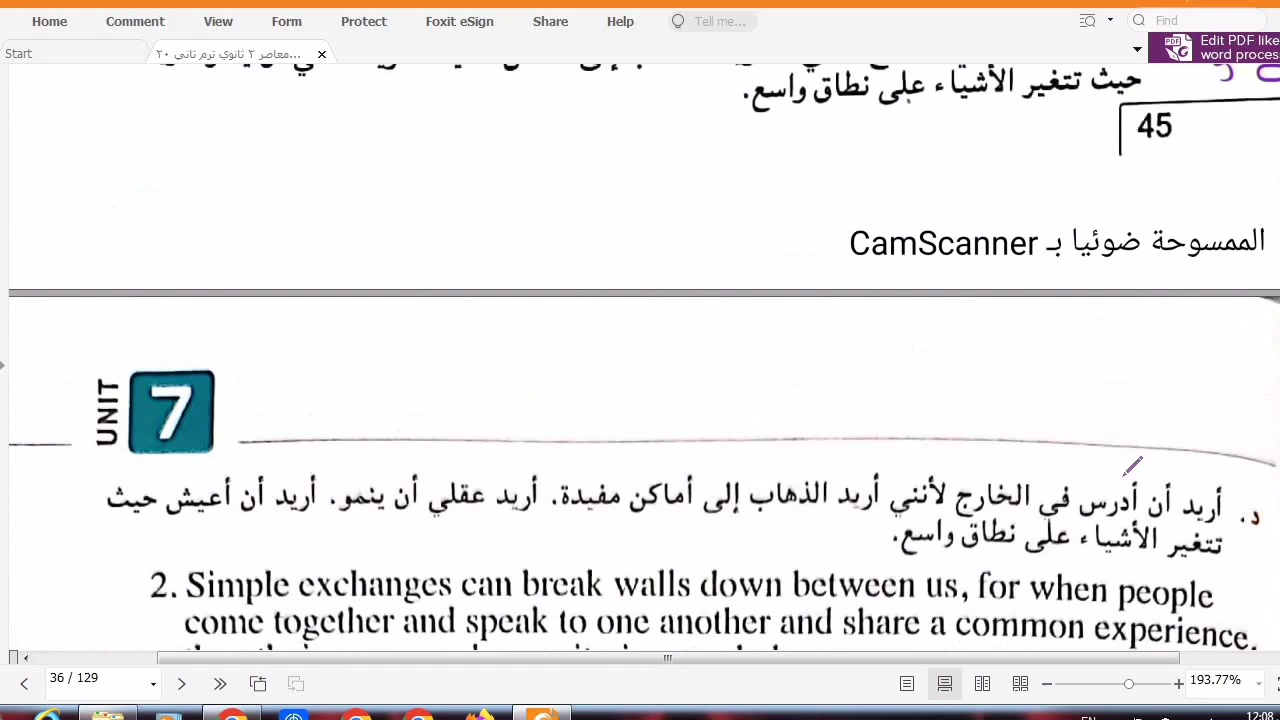 Home Comment View Form Protect Foxit eSign Share Help Tell me... Find
Start معاصر ٢ ثانوي ترم تاني ٢٠... Edit PDF like
word proces
حيث تتغير الأشياء على نطاق واسع.
45
الممسوحة ضوئيا بـ CamScanner
UNIT 7
د. أريد أن أدرس في الخارج لأنني أريد الذهاب إلى أماكن مفيدة. أريد عقلي أن ينمو. أريد أن أعيش حيث
تتغير الأشياء على نطاق واسع.
2. Simple exchanges can break walls down between us, for when people
come together and speak to one another and share a common experience,
36 / 129 193.77%
EN 12:08